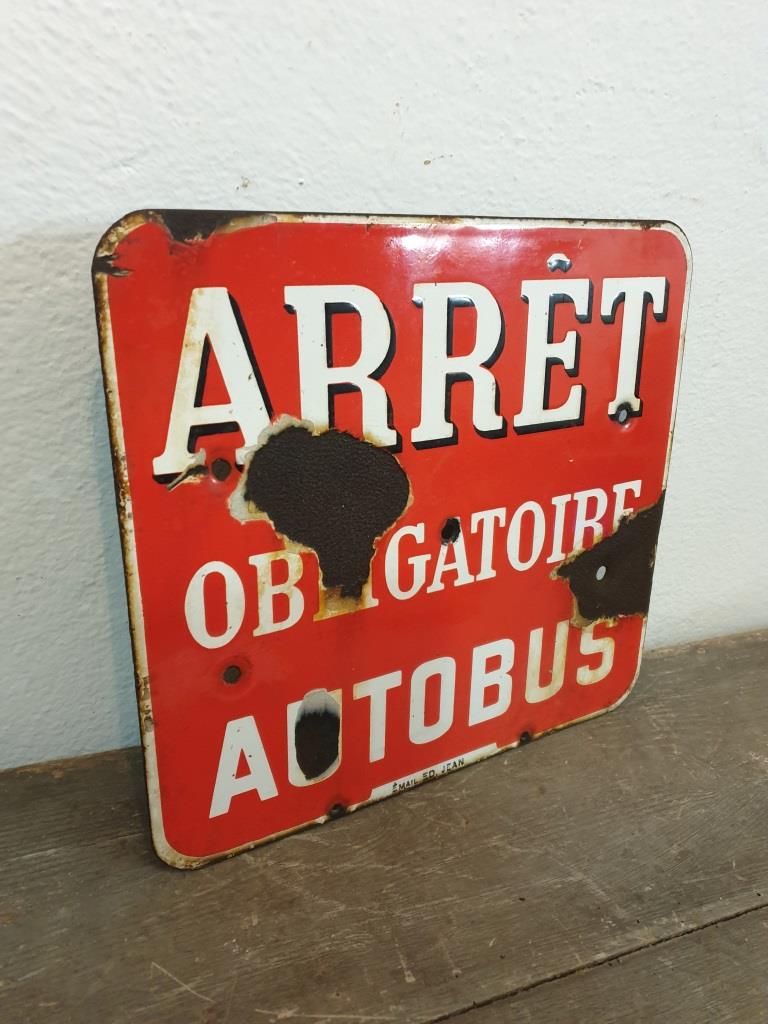 ARRÊT
OBLIGATOIRE
AUTOBUS
ÉMAIL ED. JEAN